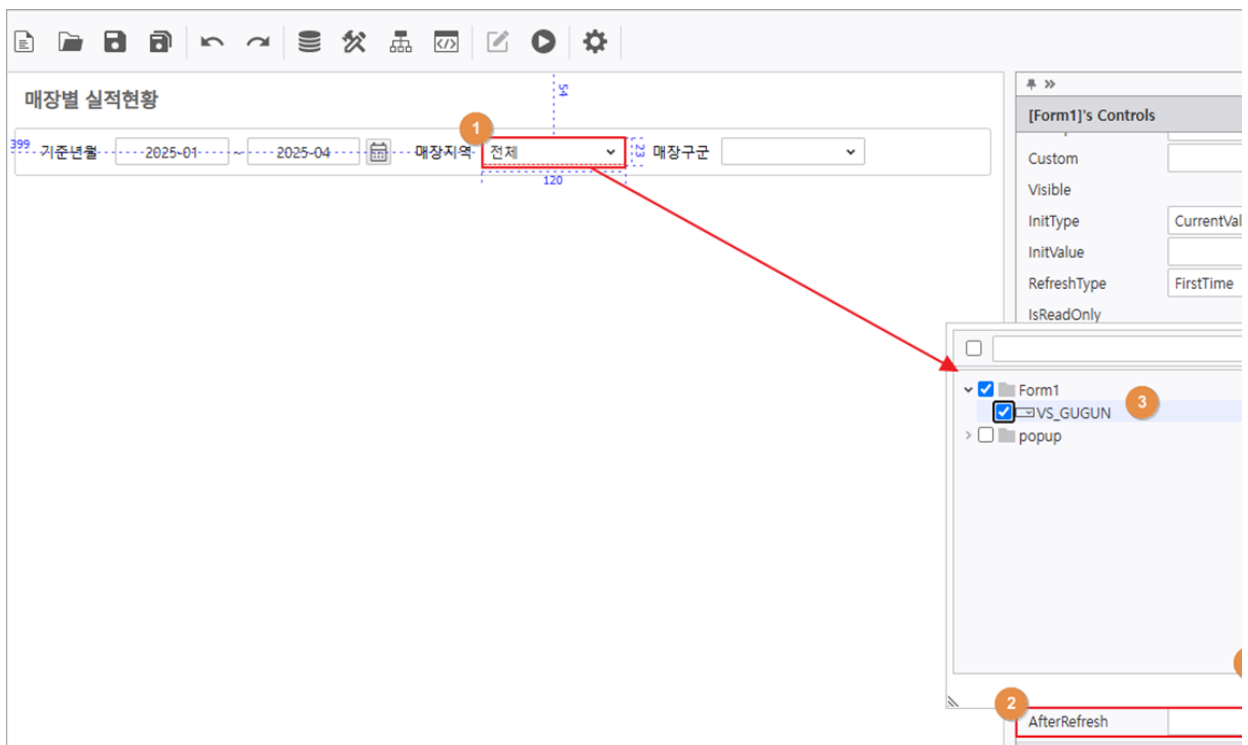 매장별 실적현황
54
1
399
기준년월 2025-01 ~ 2025-04 매장지역 전체 23 매장구군
120
[Form1]'s Controls
Custom
Visible
InitType CurrentVal
InitValue
RefreshType FirstTime
IsReadOnly
Form1
VS_GUGUN
3
popup
2
AfterRefresh